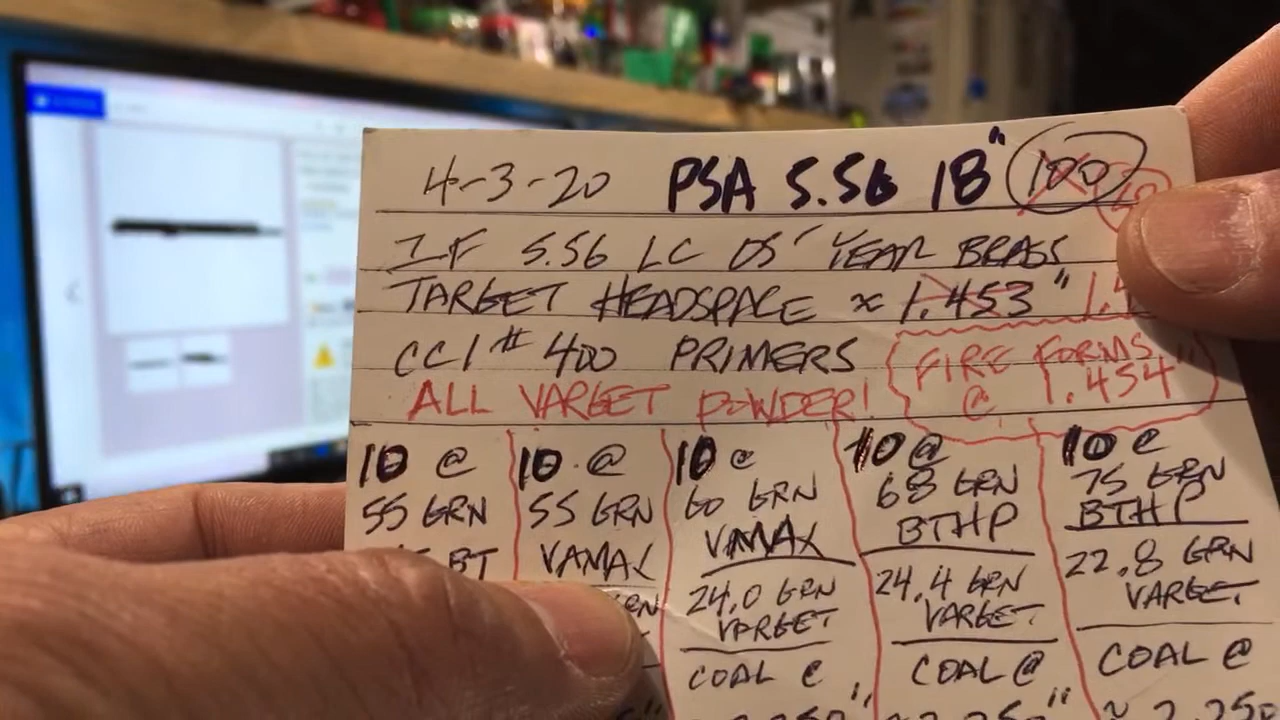 4-3-20 PSA 5.56 18" 100
IF 5.56 LC 05' YEAR BRASS
TARGET HEADSPACE ≈ 1.453"
CCI # 400 PRIMERS
FIRE FORMS
@ 1.454"
ALL VARGET POWDER!
10 @
55 GRN
BT
10 @
55 GRN
VAMAX
10 @
60 GRN
VMAX
24.0 GRN
VARGET
COAL @
10 @
68 GRN
BTHP
24.4 GRN
VARGET
COAL @
10 @
75 GRN
BTHP
22.8 GRN
VARGET
COAL @